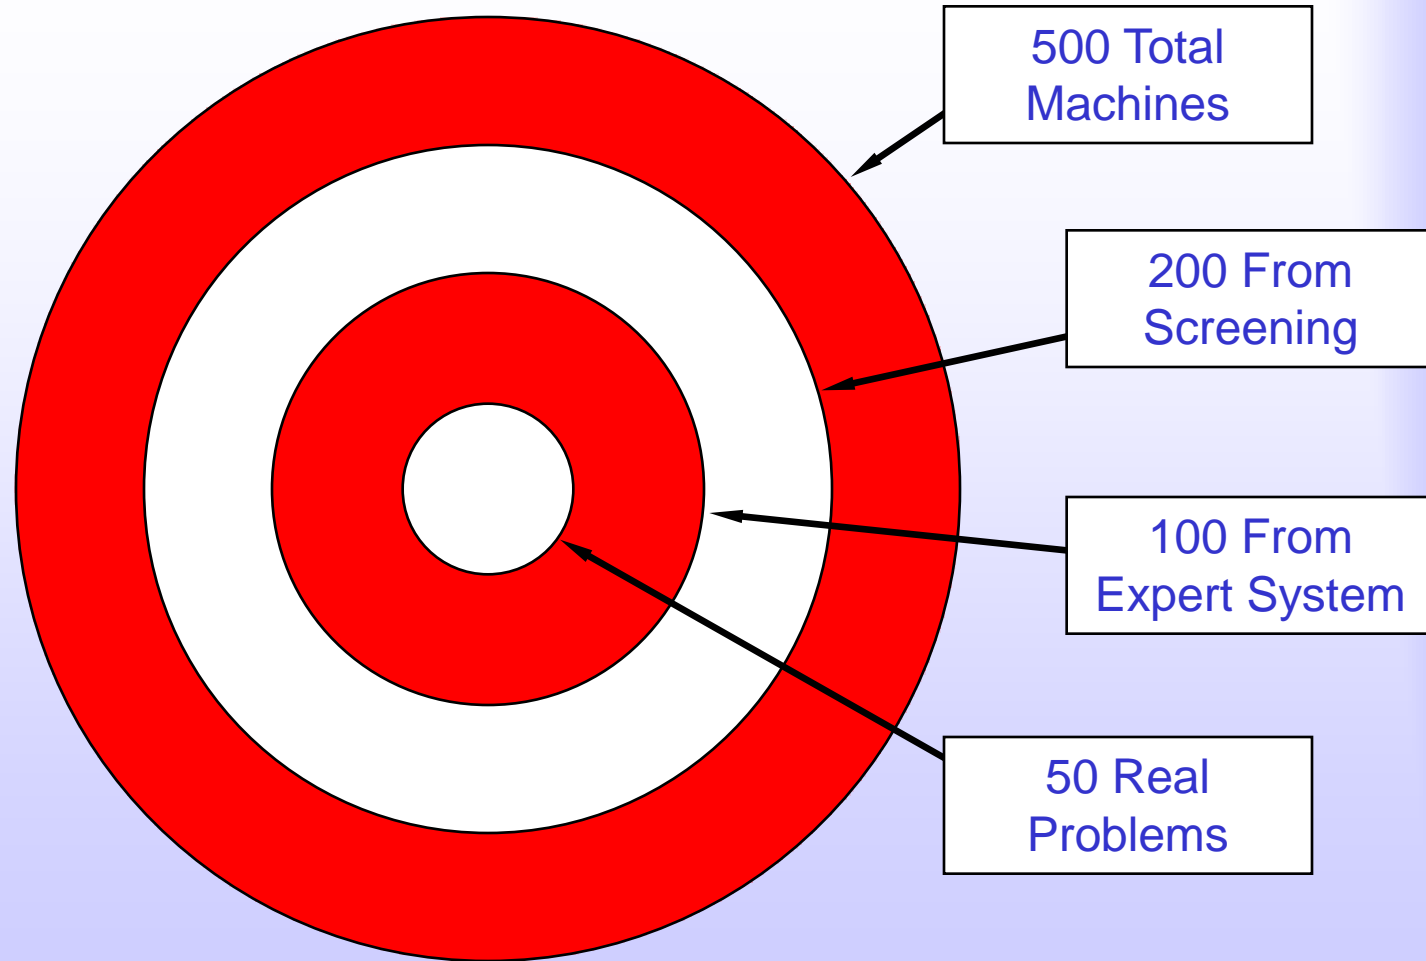 500 Total
Machines
200 From
Screening
100 From
Expert System
50 Real
Problems